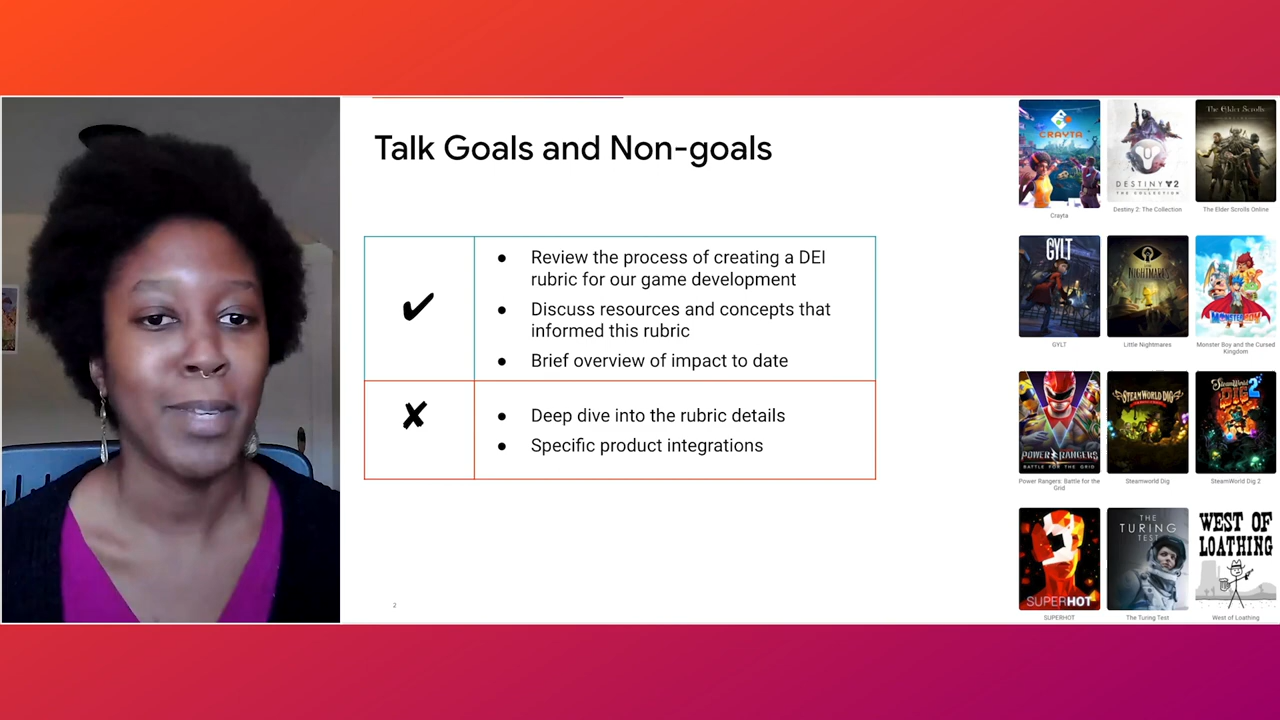 Talk Goals and Non-goals
✔
● Review the process of creating a DEI
rubric for our game development
● Discuss resources and concepts that
informed this rubric
● Brief overview of impact to date
✘
● Deep dive into the rubric details
● Specific product integrations
2
CRAYTA
Crayta
DESTINY 2
THE COLLECTION
Destiny 2: The Collection
The Elder Scrolls
The Elder Scrolls Online
GYLT
GYLT
NIGHTMARES
Little Nightmares
MONSTER BOY
Monster Boy and the Cursed
Kingdom
POWER RANGERS
BATTLE FOR THE GRID
Power Rangers: Battle for the
Grid
STEAMWORLD DIG
Steamworld Dig
SteamWorld
DIG 2
SteamWorld Dig 2
SUPERHOT
SUPERHOT
THE
TURING
TEST
The Turing Test
WEST OF
LOATHING
West of Loathing